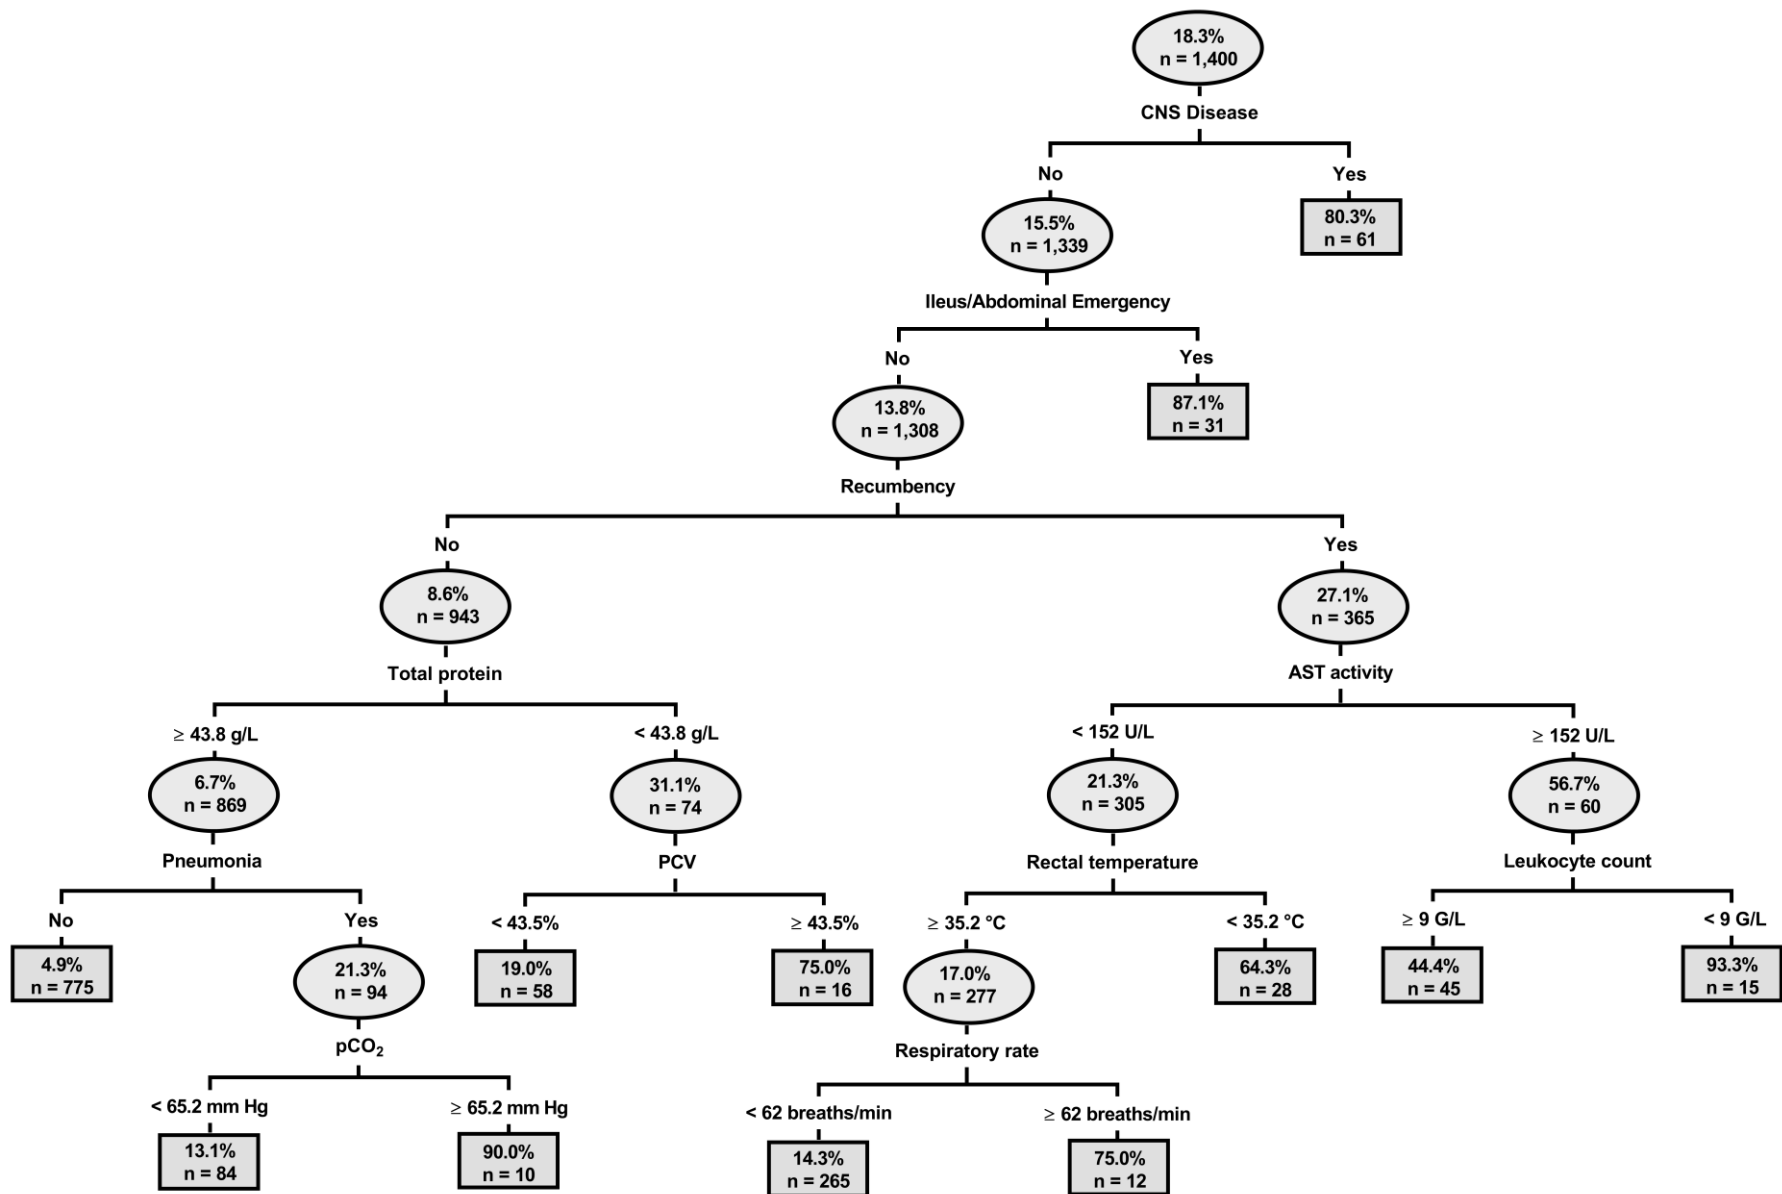 18.3%
n = 1,400
CNS Disease
No
Yes
15.5%
n = 1,339
80.3%
n = 61
Ileus/Abdominal Emergency
No
Yes
13.8%
n = 1,308
87.1%
n = 31
Recumbency
No
Yes
8.6%
n = 943
27.1%
n = 365
Total protein
AST activity
≥ 43.8 g/L
< 43.8 g/L
< 152 U/L
≥ 152 U/L
6.7%
n = 869
31.1%
n = 74
21.3%
n = 305
56.7%
n = 60
Pneumonia
PCV
Rectal temperature
Leukocyte count
No
Yes
< 43.5%
≥ 43.5%
≥ 35.2 °C
< 35.2 °C
≥ 9 G/L
< 9 G/L
4.9%
n = 775
21.3%
n = 94
19.0%
n = 58
75.0%
n = 16
17.0%
n = 277
64.3%
n = 28
44.4%
n = 45
93.3%
n = 15
pCO₂
Respiratory rate
< 65.2 mm Hg
≥ 65.2 mm Hg
< 62 breaths/min
≥ 62 breaths/min
13.1%
n = 84
90.0%
n = 10
14.3%
n = 265
75.0%
n = 12